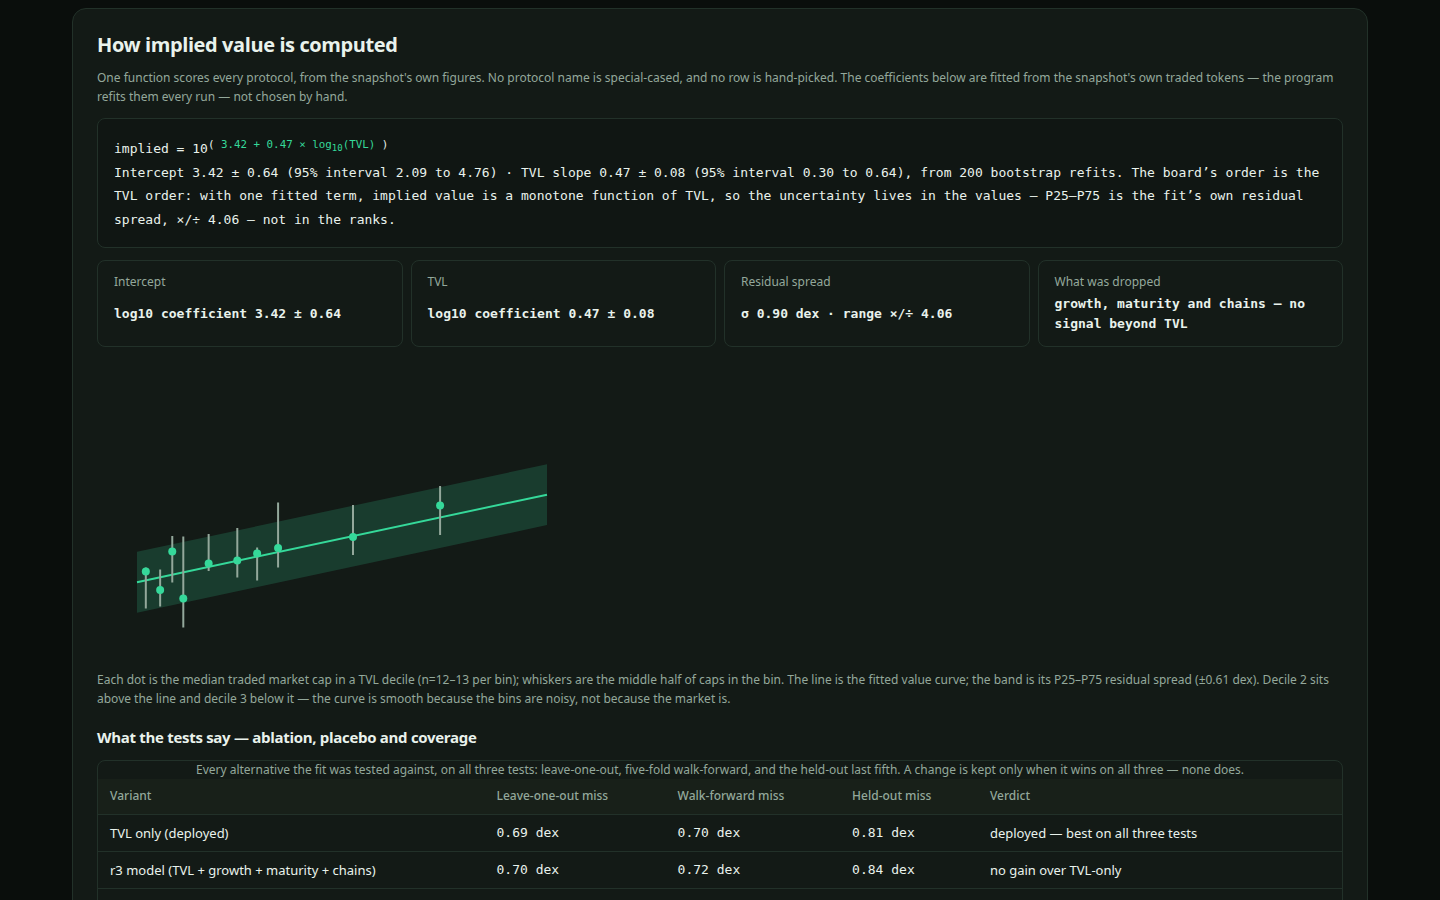 How implied value is computed
One function scores every protocol, from the snapshot's own figures. No protocol name is special-cased, and no row is hand-picked. The coefficients below are fitted from the snapshot's own traded tokens — the program
refits them every run — not chosen by hand.
implied = 10( 3.42 + 0.47 × log10(TVL) )
Intercept 3.42 ± 0.64 (95% interval 2.09 to 4.76) · TVL slope 0.47 ± 0.08 (95% interval 0.30 to 0.64), from 200 bootstrap refits. The board’s order is the
TVL order: with one fitted term, implied value is a monotone function of TVL, so the uncertainty lives in the values — P25–P75 is the fit’s own residual
spread, ×/÷ 4.06 — not in the ranks.
Intercept
log10 coefficient 3.42 ± 0.64
TVL
log10 coefficient 0.47 ± 0.08
Residual spread
σ 0.90 dex · range ×/÷ 4.06
What was dropped
growth, maturity and chains — no
signal beyond TVL
Each dot is the median traded market cap in a TVL decile (n=12–13 per bin); whiskers are the middle half of caps in the bin. The line is the fitted value curve; the band is its P25–P75 residual spread (±0.61 dex). Decile 2 sits
above the line and decile 3 below it — the curve is smooth because the bins are noisy, not because the market is.
What the tests say — ablation, placebo and coverage
Every alternative the fit was tested against, on all three tests: leave-one-out, five-fold walk-forward, and the held-out last fifth. A change is kept only when it wins on all three — none does.
Variant Leave-one-out miss Walk-forward miss Held-out miss Verdict
TVL only (deployed) 0.69 dex 0.70 dex 0.81 dex deployed — best on all three tests
r3 model (TVL + growth + maturity + chains) 0.70 dex 0.72 dex 0.84 dex no gain over TVL-only